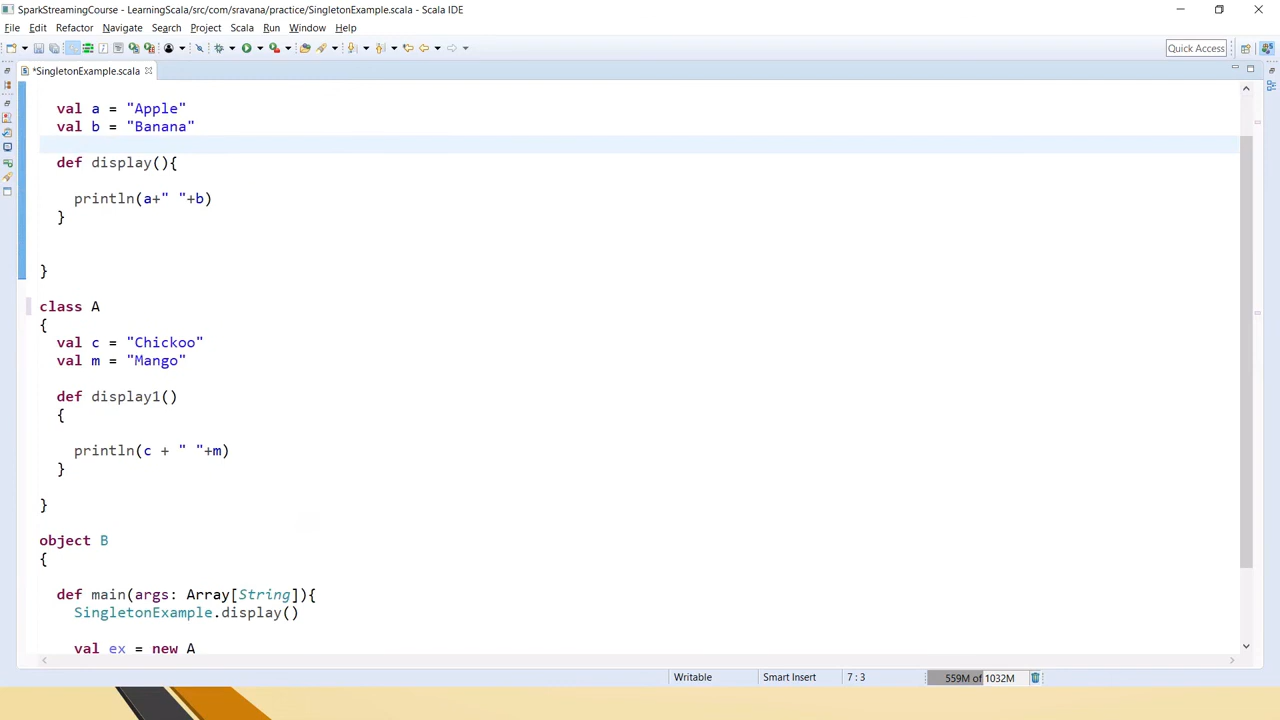 SparkStreamingCourse - LearningScala/src/com/sravana/practice/SingletonExample.scala - Scala IDE
File Edit Refactor Navigate Search Project Scala Run Window Help
Quick Access
*SingletonExample.scala
val a = "Apple"
val b = "Banana"
def display(){
println(a+" "+b)
}
}
class A
{
val c = "Chickoo"
val m = "Mango"
def display1()
{
println(c + " "+m)
}
}
object B
{
def main(args: Array[String]){
SingletonExample.display()
val ex = new A
Writable Smart Insert 7 : 3 559M of 1032M